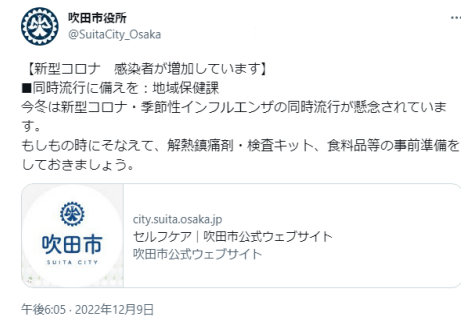 吹田市役所
@SuitaCity_Osaka
...
【新型コロナ　感染者が増加しています】
■同時流行に備えを：地域保健課
今冬は新型コロナ・季節性インフルエンザの同時流行が懸念されていま
す。
もしもの時にそなえて、解熱鎮痛剤・検査キット、食料品等の事前準備を
しておきましょう。
吹田市
SUITA CITY
city.suita.osaka.jp
セルフケア｜吹田市公式ウェブサイト
吹田市公式ウェブサイト
午後6:05 · 2022年12月9日